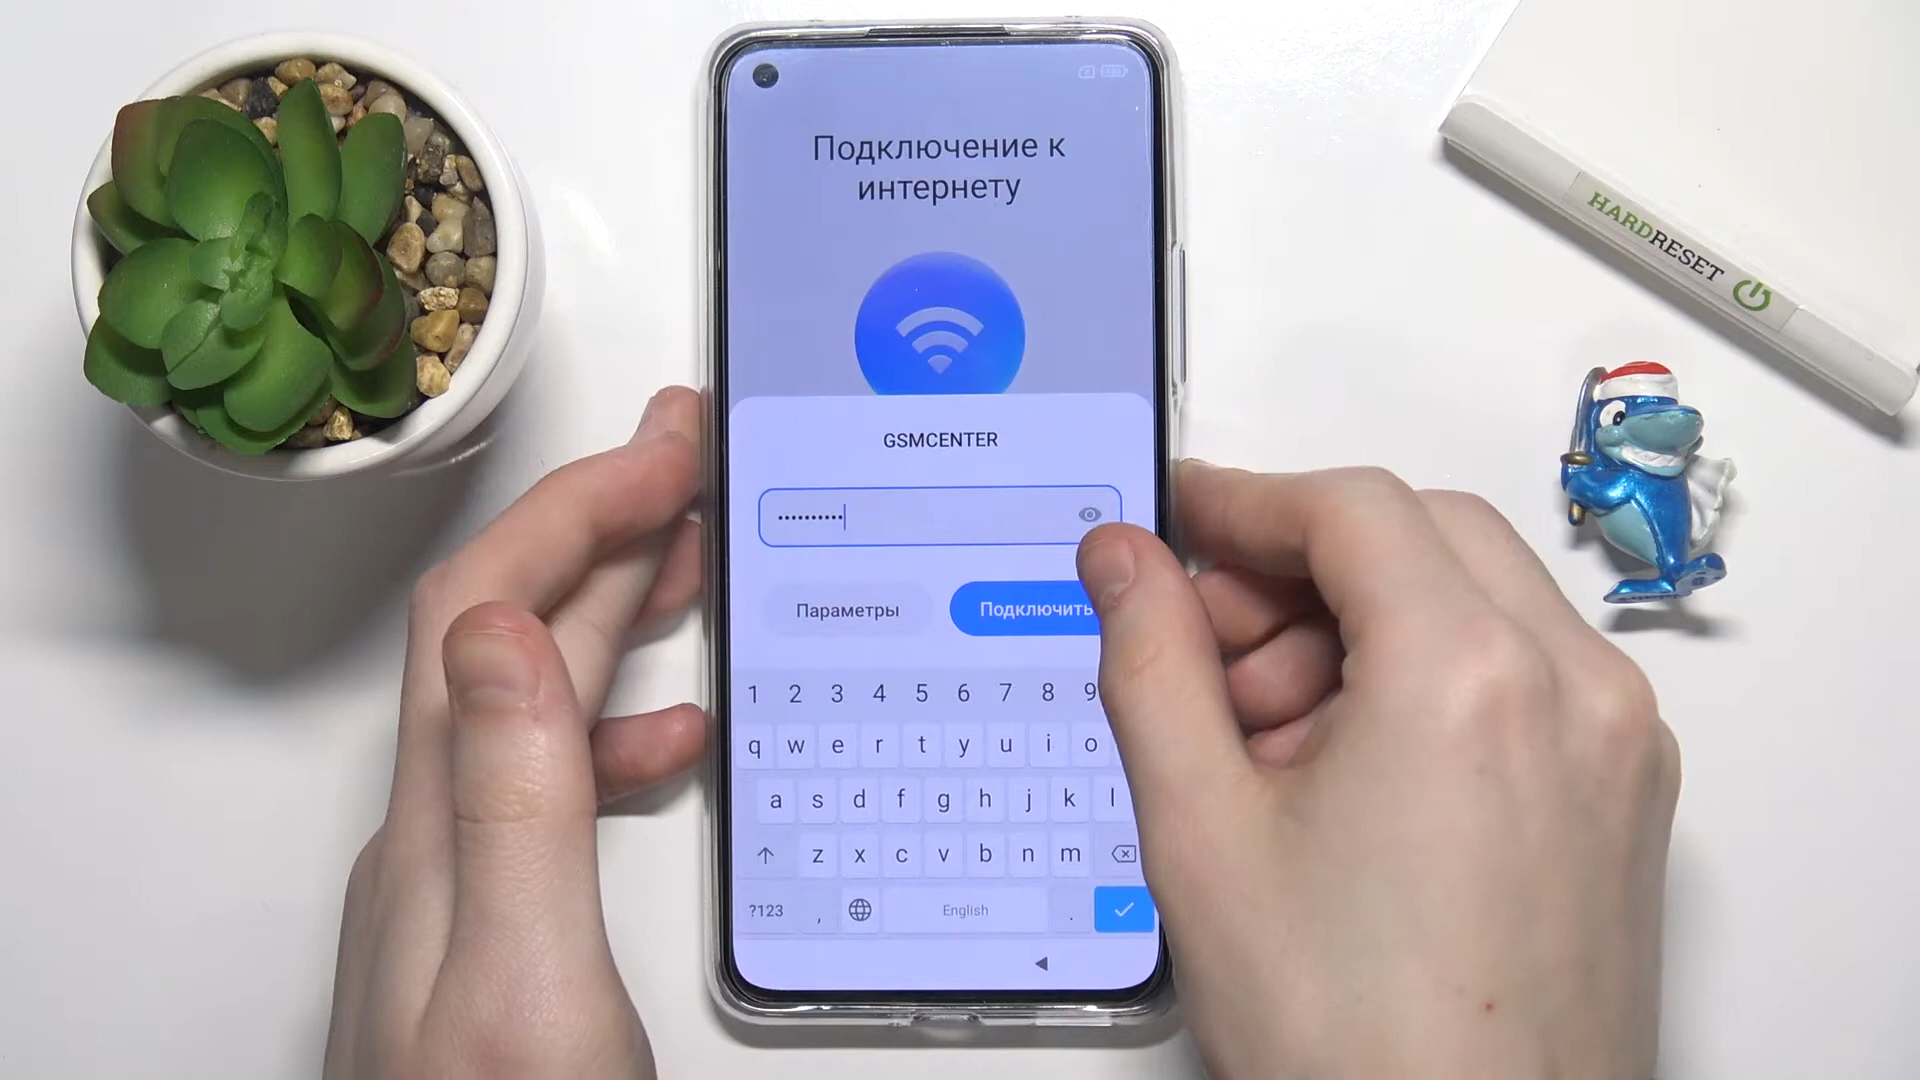 Подключение к
интернету
GSMCENTER
Параметры
Подключить
1 2 3 4 5 6 7 8 9
q w e r t y u i o
a s d f g h j k l
z x c v b n m
?123 , English .
HARDRESET